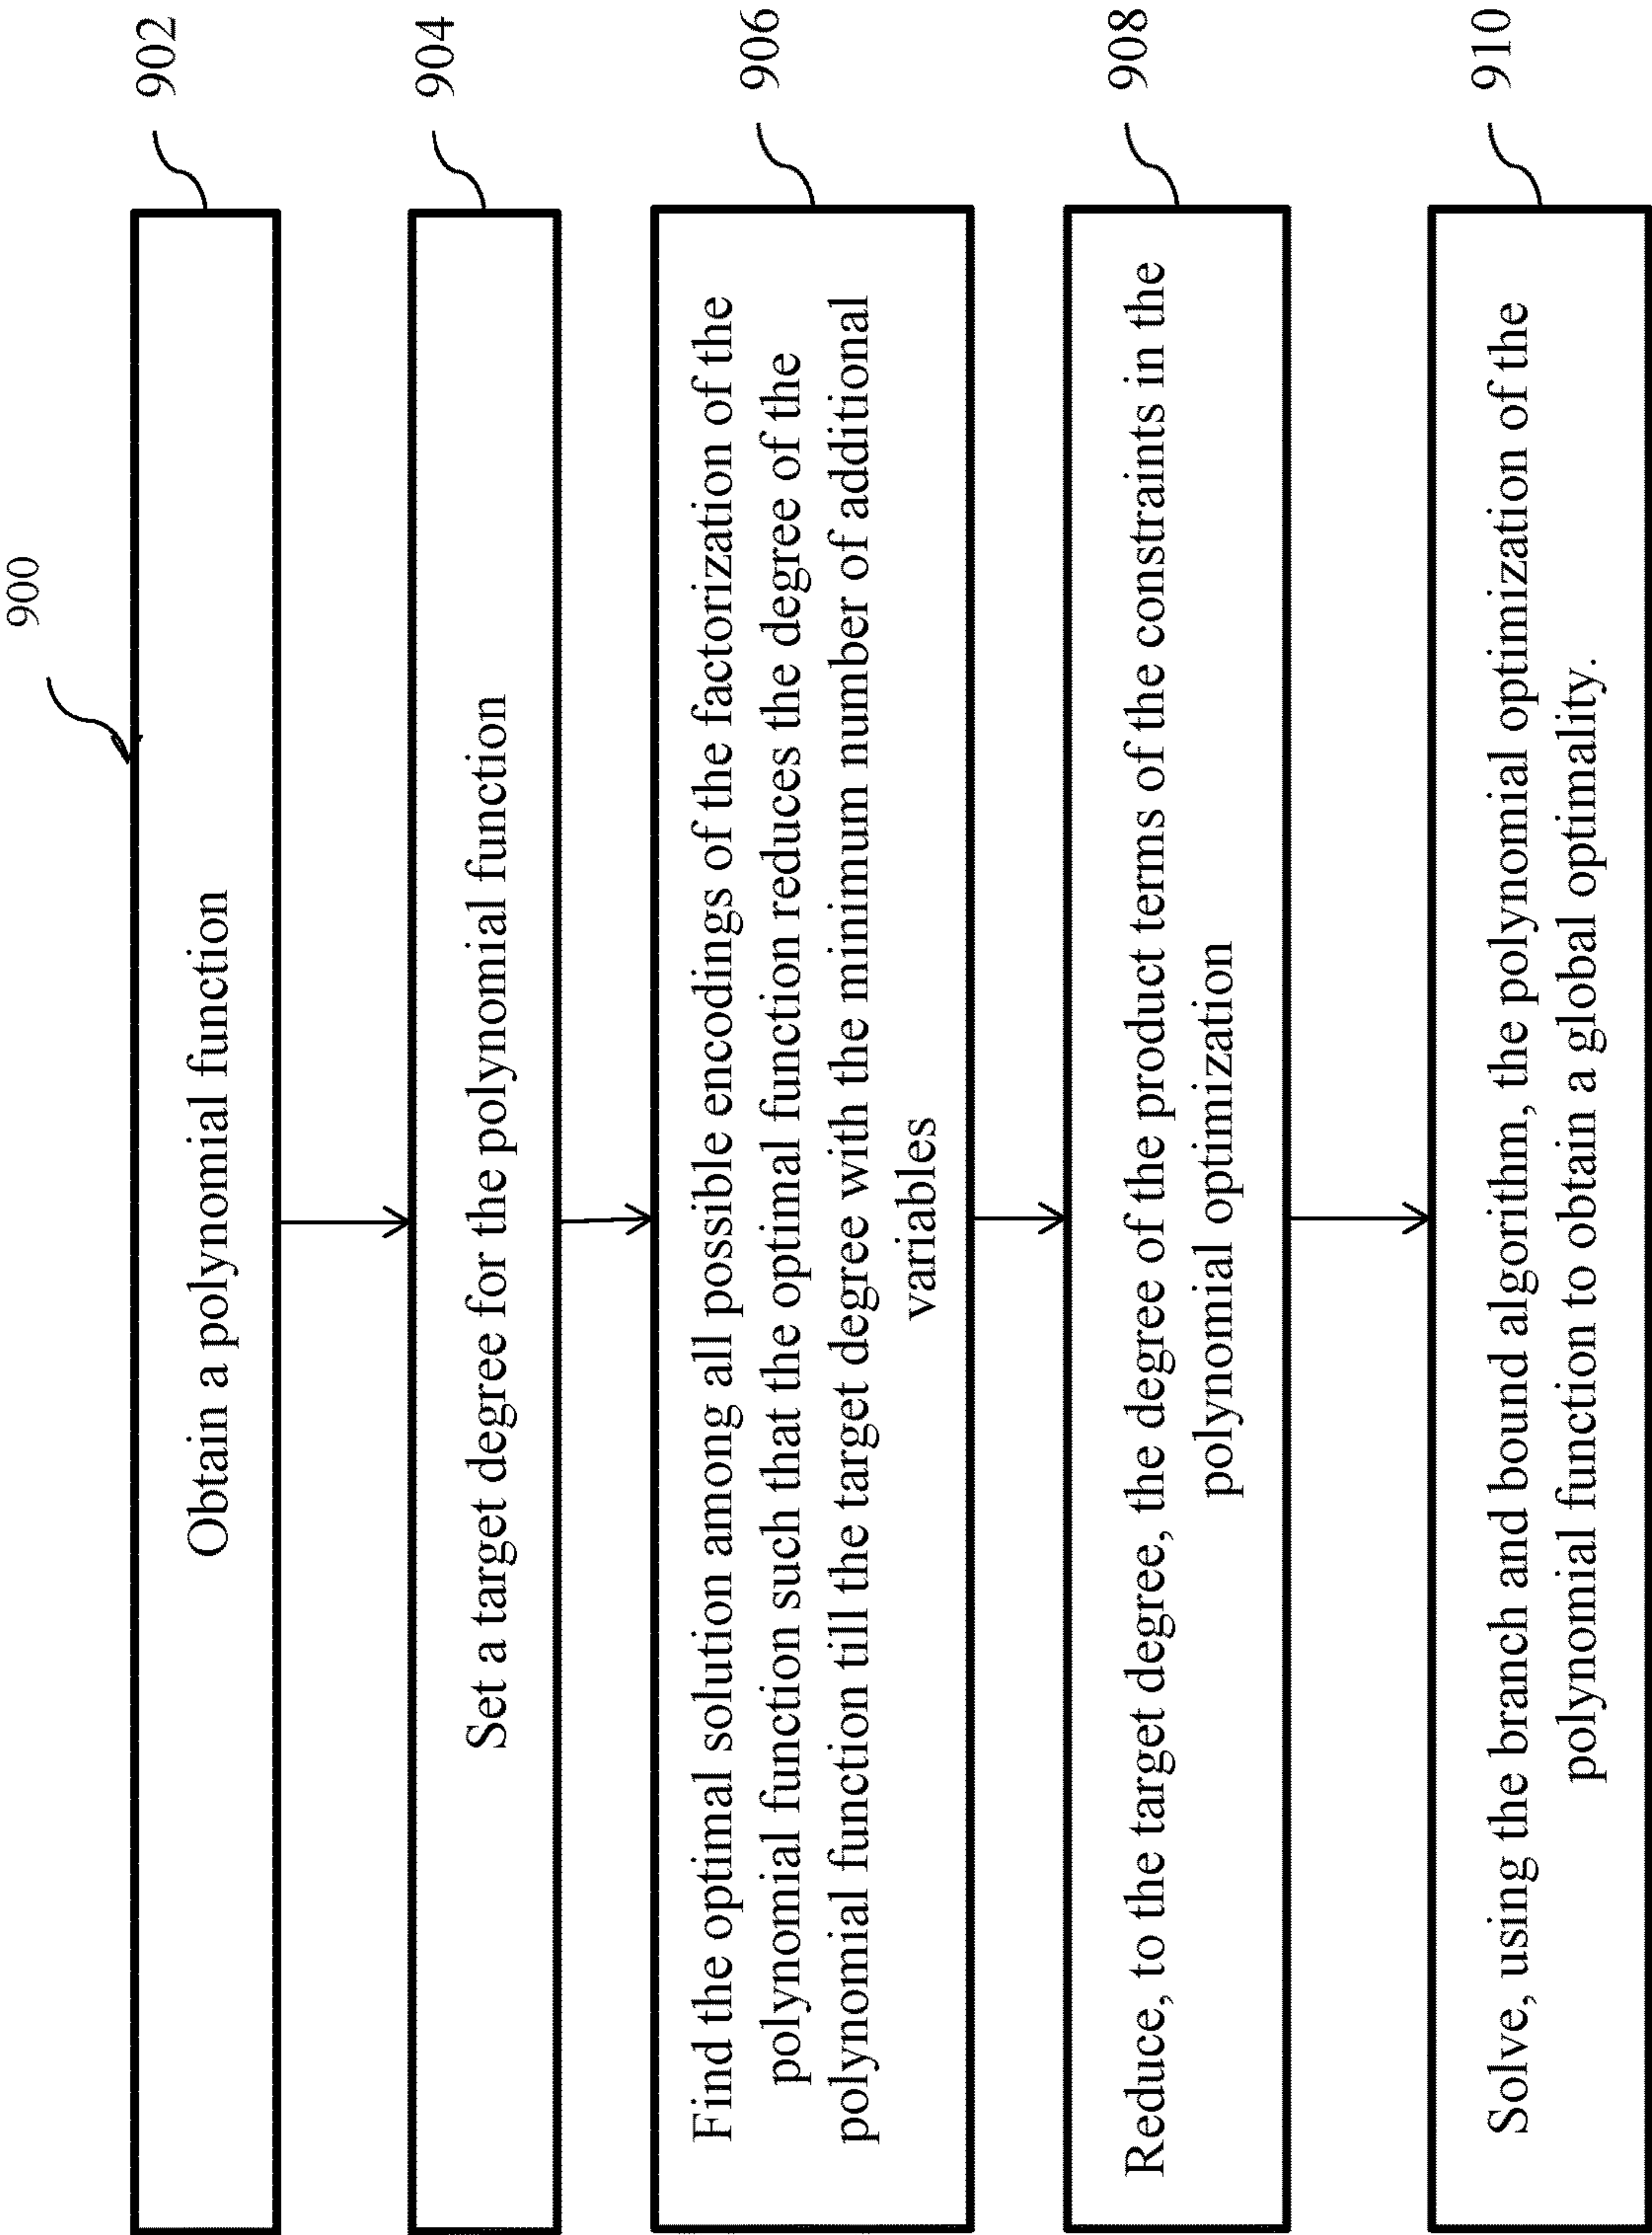 900
Obtain a polynomial function
902
Set a target degree for the polynomial function
904
Find the optimal solution among all possible encodings of the factorization of the
polynomial function such that the optimal function reduces the degree of the
polynomial function till the target degree with the minimum number of additional
variables
906
Reduce, to the target degree, the degree of the product terms of the constraints in the
polynomial optimization
908
Solve, using the branch and bound algorithm, the polynomial optimization of the
polynomial function to obtain a global optimality.
910